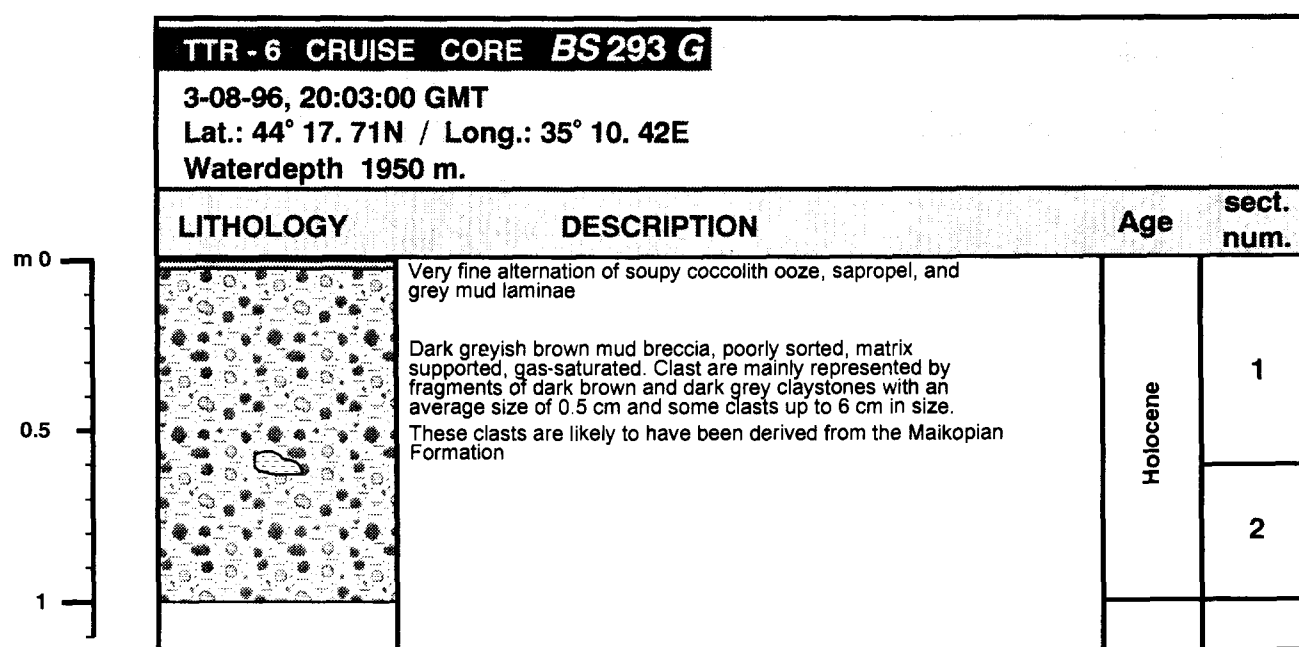 TTR - 6 CRUISE CORE BS 293 G
3-08-96, 20:03:00 GMT
Lat.: 44° 17. 71N / Long.: 35° 10. 42E
Waterdepth 1950 m.
LITHOLOGY DESCRIPTION Age sect. num.
m 0
Very fine alternation of soupy coccolith ooze, sapropel, and
grey mud laminae
Dark greyish brown mud breccia, poorly sorted, matrix
supported, gas-saturated. Clast are mainly represented by
fragments of dark brown and dark grey claystones with an
average size of 0.5 cm and some clasts up to 6 cm in size.
These clasts are likely to have been derived from the Maikopian
Formation
Holocene
1
2
0.5
1